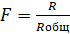 F = R / Rобщ